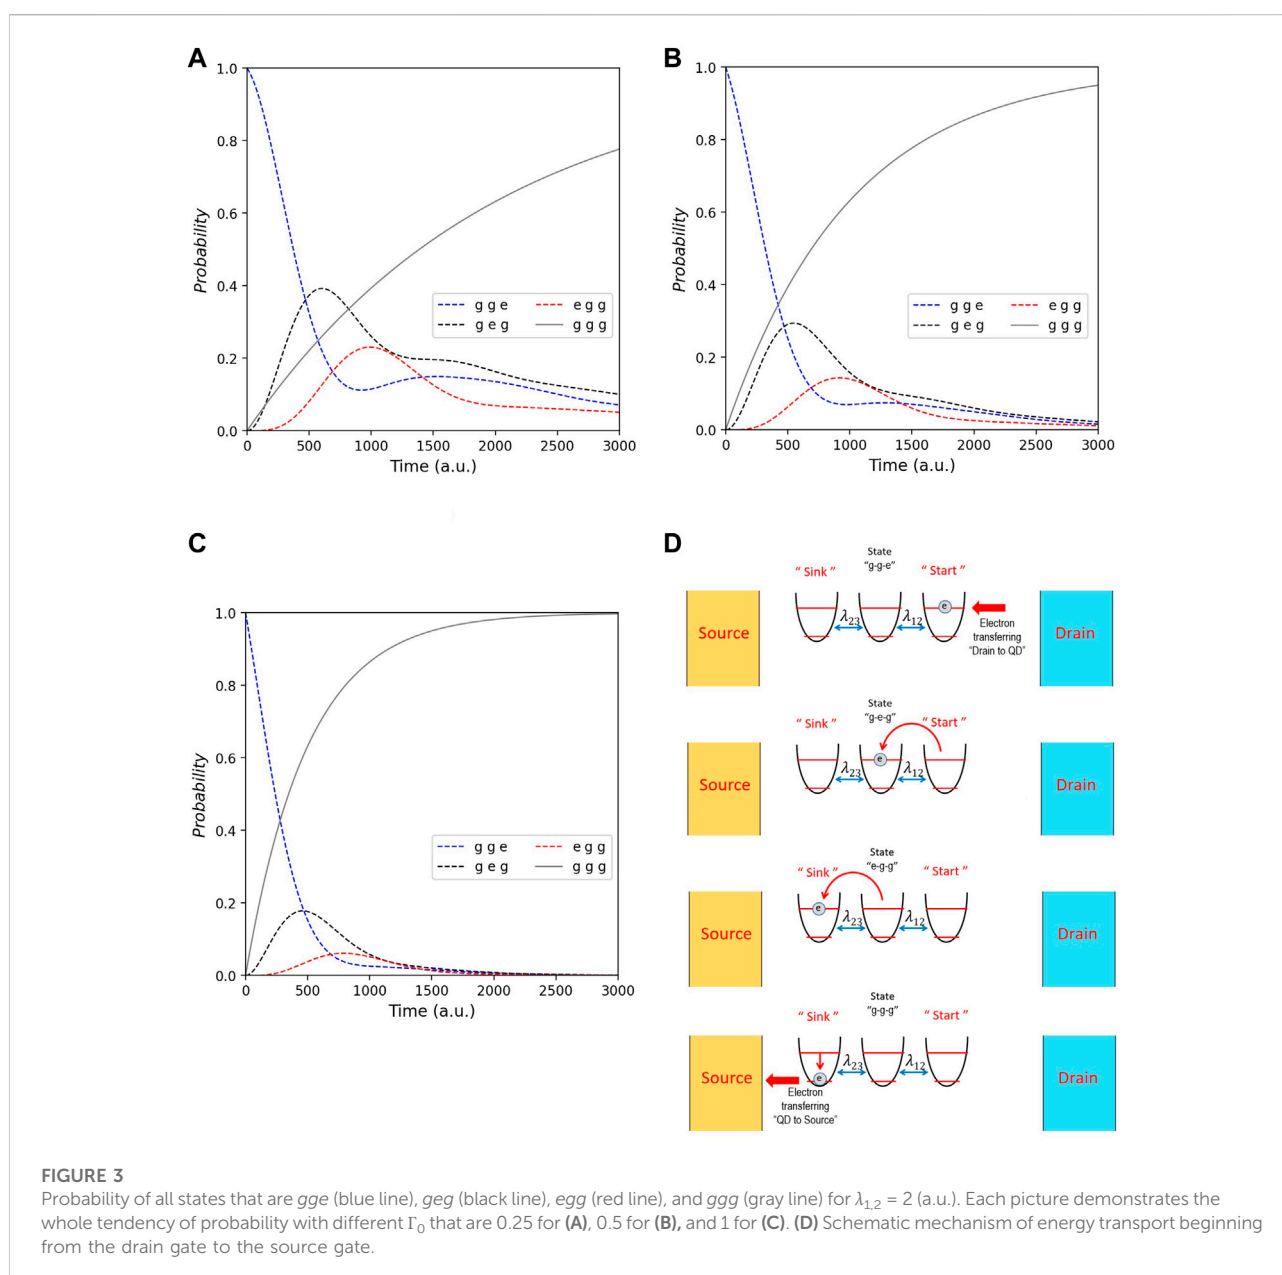 A
1.0
0.8
0.6
0.4
0.2
0.0
Probability
g g e
g e g
e g g
g g g
0
500
1000
1500
2000
2500
3000
Time (a.u.)
B
1.0
0.8
0.6
0.4
0.2
0.0
Probability
g g e
g e g
e g g
g g g
0
500
1000
1500
2000
2500
3000
Time (a.u.)
C
1.0
0.8
0.6
0.4
0.2
0.0
Probability
g g e
g e g
e g g
g g g
0
500
1000
1500
2000
2500
3000
Time (a.u.)
D
State
"g-g-e"
" Sink "
" Start "
Source
λ23
λ12
e
Electron
transferring
"Drain to QD"
Drain
State
"g-e-g"
" Sink "
" Start "
Source
λ23
e
λ12
Drain
State
"e-g-g"
" Sink "
" Start "
Source
e
λ23
λ12
Drain
State
"g-g-g"
" Sink "
" Start "
Source
e
λ23
λ12
Electron
transferring
"QD to Source"
Drain
FIGURE 3
Probability of all states that are gge (blue line), geg (black line), egg (red line), and ggg (gray line) for λ1,2 = 2 (a.u.). Each picture demonstrates the
whole tendency of probability with different Γ0 that are 0.25 for (A), 0.5 for (B), and 1 for (C). (D) Schematic mechanism of energy transport beginning
from the drain gate to the source gate.